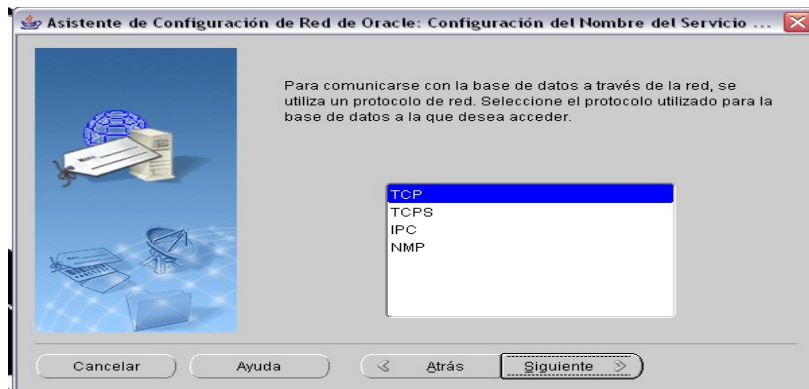 Asistente de Configuración de Red de Oracle: Configuración del Nombre del Servicio ...
Para comunicarse con la base de datos a través de la red, se
utiliza un protocolo de red. Seleccione el protocolo utilizado para la
base de datos a la que desea acceder.
TCP
TCPS
IPC
NMP
Cancelar
Ayuda
Atrás
Siguiente